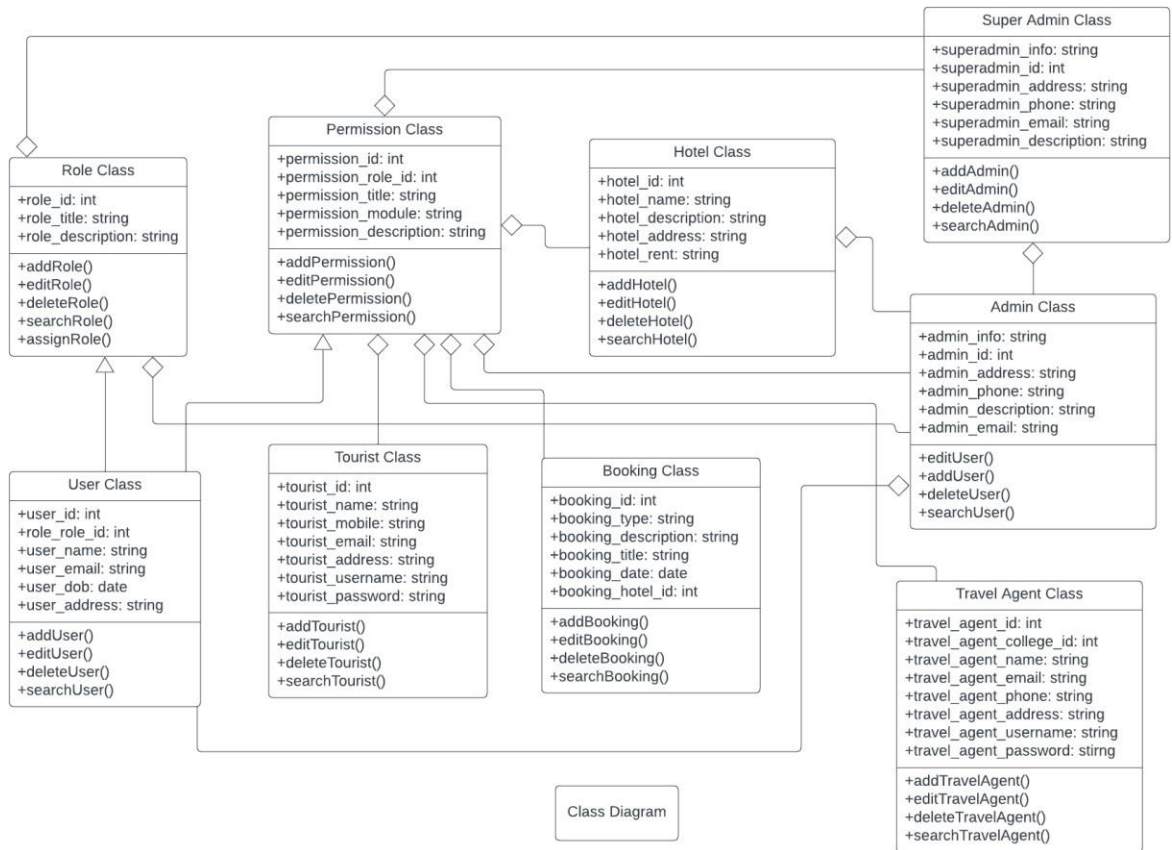 Super Admin Class
+superadmin_info: string
+superadmin_id: int
+superadmin_address: string
+superadmin_phone: string
+superadmin_email: string
+superadmin_description: string
+addAdmin()
+editAdmin()
+deleteAdmin()
+searchAdmin()
Permission Class
+permission_id: int
+permission_role_id: int
+permission_title: string
+permission_module: string
+permission_description: string
+addPermission()
+editPermission()
+deletePermission()
+searchPermission()
Hotel Class
+hotel_id: int
+hotel_name: string
+hotel_description: string
+hotel_address: string
+hotel_rent: string
+addHotel()
+editHotel()
+deleteHotel()
+searchHotel()
Role Class
+role_id: int
+role_title: string
+role_description: string
+addRole()
+editRole()
+deleteRole()
+searchRole()
+assignRole()
Admin Class
+admin_info: string
+admin_id: int
+admin_address: string
+admin_phone: string
+admin_description: string
+admin_email: string
+editUser()
+addUser()
+deleteUser()
+searchUser()
User Class
+user_id: int
+role_role_id: int
+user_name: string
+user_email: string
+user_dob: date
+user_address: string
+addUser()
+editUser()
+deleteUser()
+searchUser()
Tourist Class
+tourist_id: int
+tourist_name: string
+tourist_mobile: string
+tourist_email: string
+tourist_address: string
+tourist_username: string
+tourist_password: string
+addTourist()
+editTourist()
+deleteTourist()
+searchTourist()
Booking Class
+booking_id: int
+booking_type: string
+booking_description: string
+booking_title: string
+booking_date: date
+booking_hotel_id: int
+addBooking()
+editBooking()
+deleteBooking()
+searchBooking()
Travel Agent Class
+travel_agent_id: int
+travel_agent_college_id: int
+travel_agent_name: string
+travel_agent_email: string
+travel_agent_phone: string
+travel_agent_address: string
+travel_agent_username: string
+travel_agent_password: stirng
+addTravelAgent()
+editTravelAgent()
+deleteTravelAgent()
+searchTravelAgent()
Class Diagram